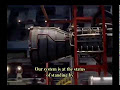 Our system is at the status
of standing by